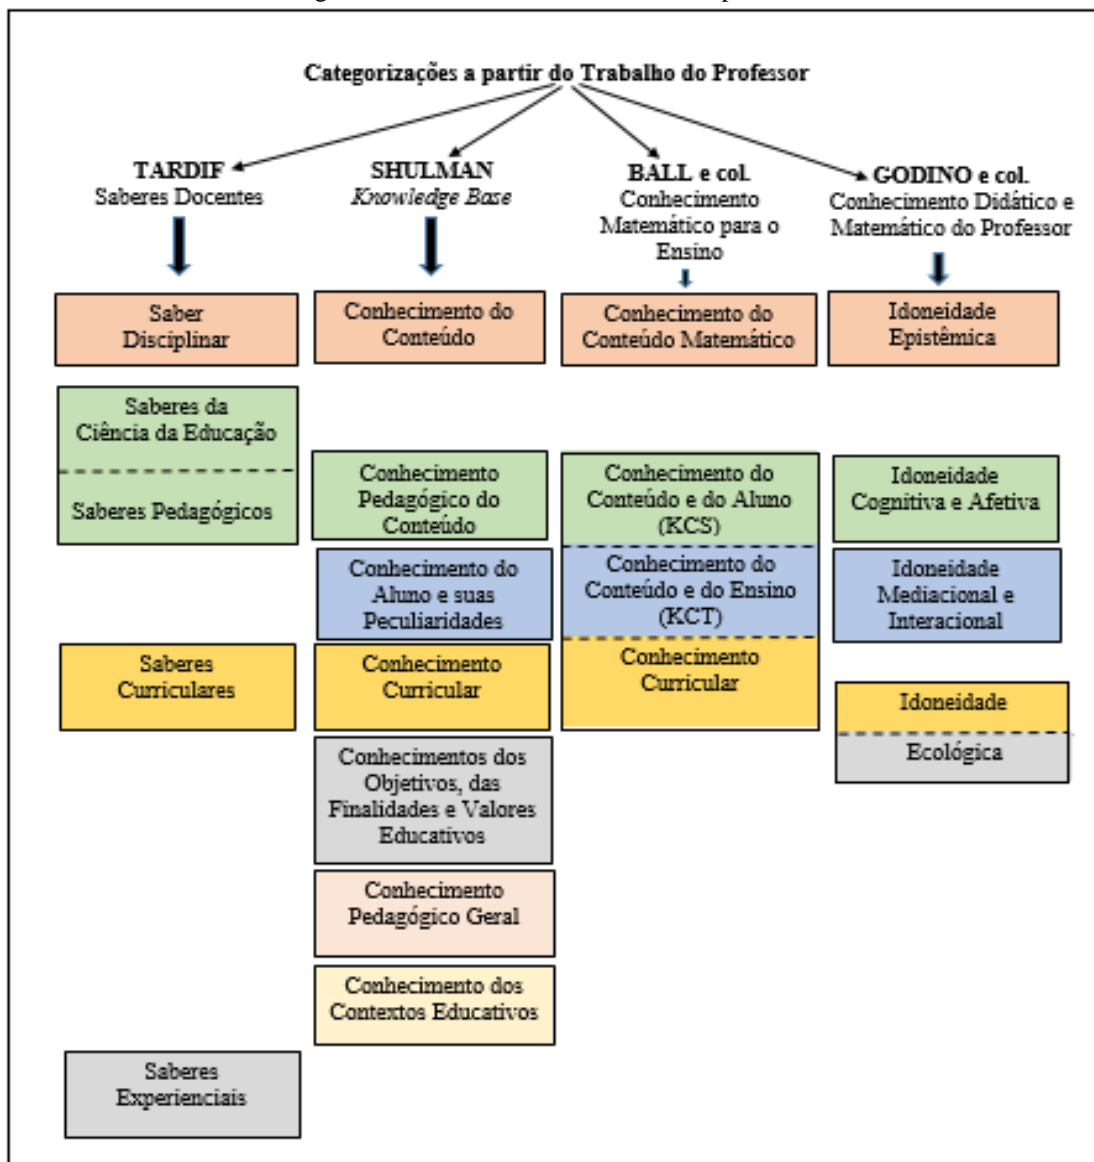 Categorizações a partir do Trabalho do Professor
TARDIF
Saberes Docentes
SHULMAN
Knowledge Base
BALL e col.
Conhecimento
Matemático para o
Ensino
GODINO e col.
Conhecimento Didático e
Matemático do Professor
Saber
Disciplinar
Conhecimento do
Conteúdo
Conhecimento do
Conteúdo Matemático
Idoneidade
Epistêmica
Saberes da
Ciência da Educação
Saberes Pedagógicos
Conhecimento
Pedagógico do
Conteúdo
Conhecimento do
Conteúdo e do Aluno
(KCS)
Idoneidade
Cognitiva e Afetiva
Conhecimento do
Aluno e suas
Peculiaridades
Conhecimento do
Conteúdo e do Ensino
(KCT)
Idoneidade
Mediacional e
Interacional
Saberes
Curriculares
Conhecimento
Curricular
Conhecimento
Curricular
Idoneidade
Ecológica
Conhecimentos dos
Objetivos, das
Finalidades e Valores
Educativos
Conhecimento
Pedagógico Geral
Conhecimento dos
Contextos Educativos
Saberes
Experienciais